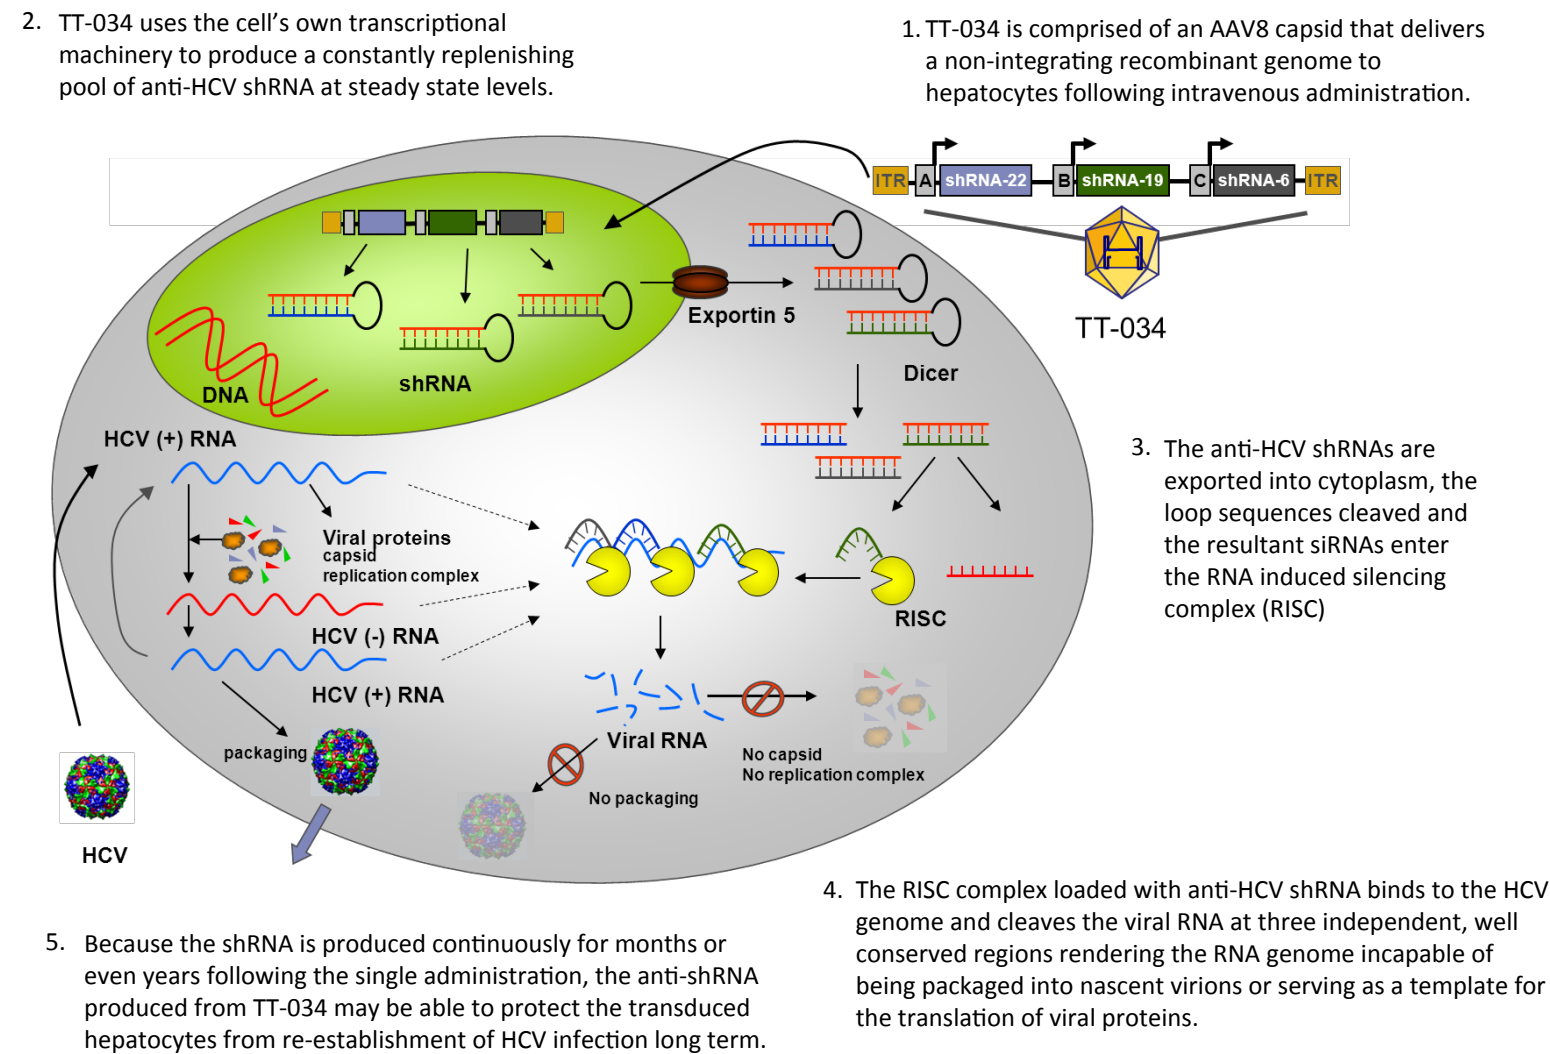 2. TT-034 uses the cell's own transcriptional
machinery to produce a constantly replenishing
pool of anti-HCV shRNA at steady state levels.
1. TT-034 is comprised of an AAV8 capsid that delivers
a non-integrating recombinant genome to
hepatocytes following intravenous administration.
ITR A shRNA-22 B shRNA-19 C shRNA-6 ITR
TT-034
Exportin 5
shRNA
DNA
Dicer
HCV (+) RNA
Viral proteins
capsid
replication complex
HCV (-) RNA
HCV (+) RNA
packaging
HCV
RISC
Viral RNA
No capsid
No replication complex
No packaging
3. The anti-HCV shRNAs are
exported into cytoplasm, the
loop sequences cleaved and
the resultant siRNAs enter
the RNA induced silencing
complex (RISC)
4. The RISC complex loaded with anti-HCV shRNA binds to the HCV
genome and cleaves the viral RNA at three independent, well
conserved regions rendering the RNA genome incapable of
being packaged into nascent virions or serving as a template for
the translation of viral proteins.
5. Because the shRNA is produced continuously for months or
even years following the single administration, the anti-shRNA
produced from TT-034 may be able to protect the transduced
hepatocytes from re-establishment of HCV infection long term.